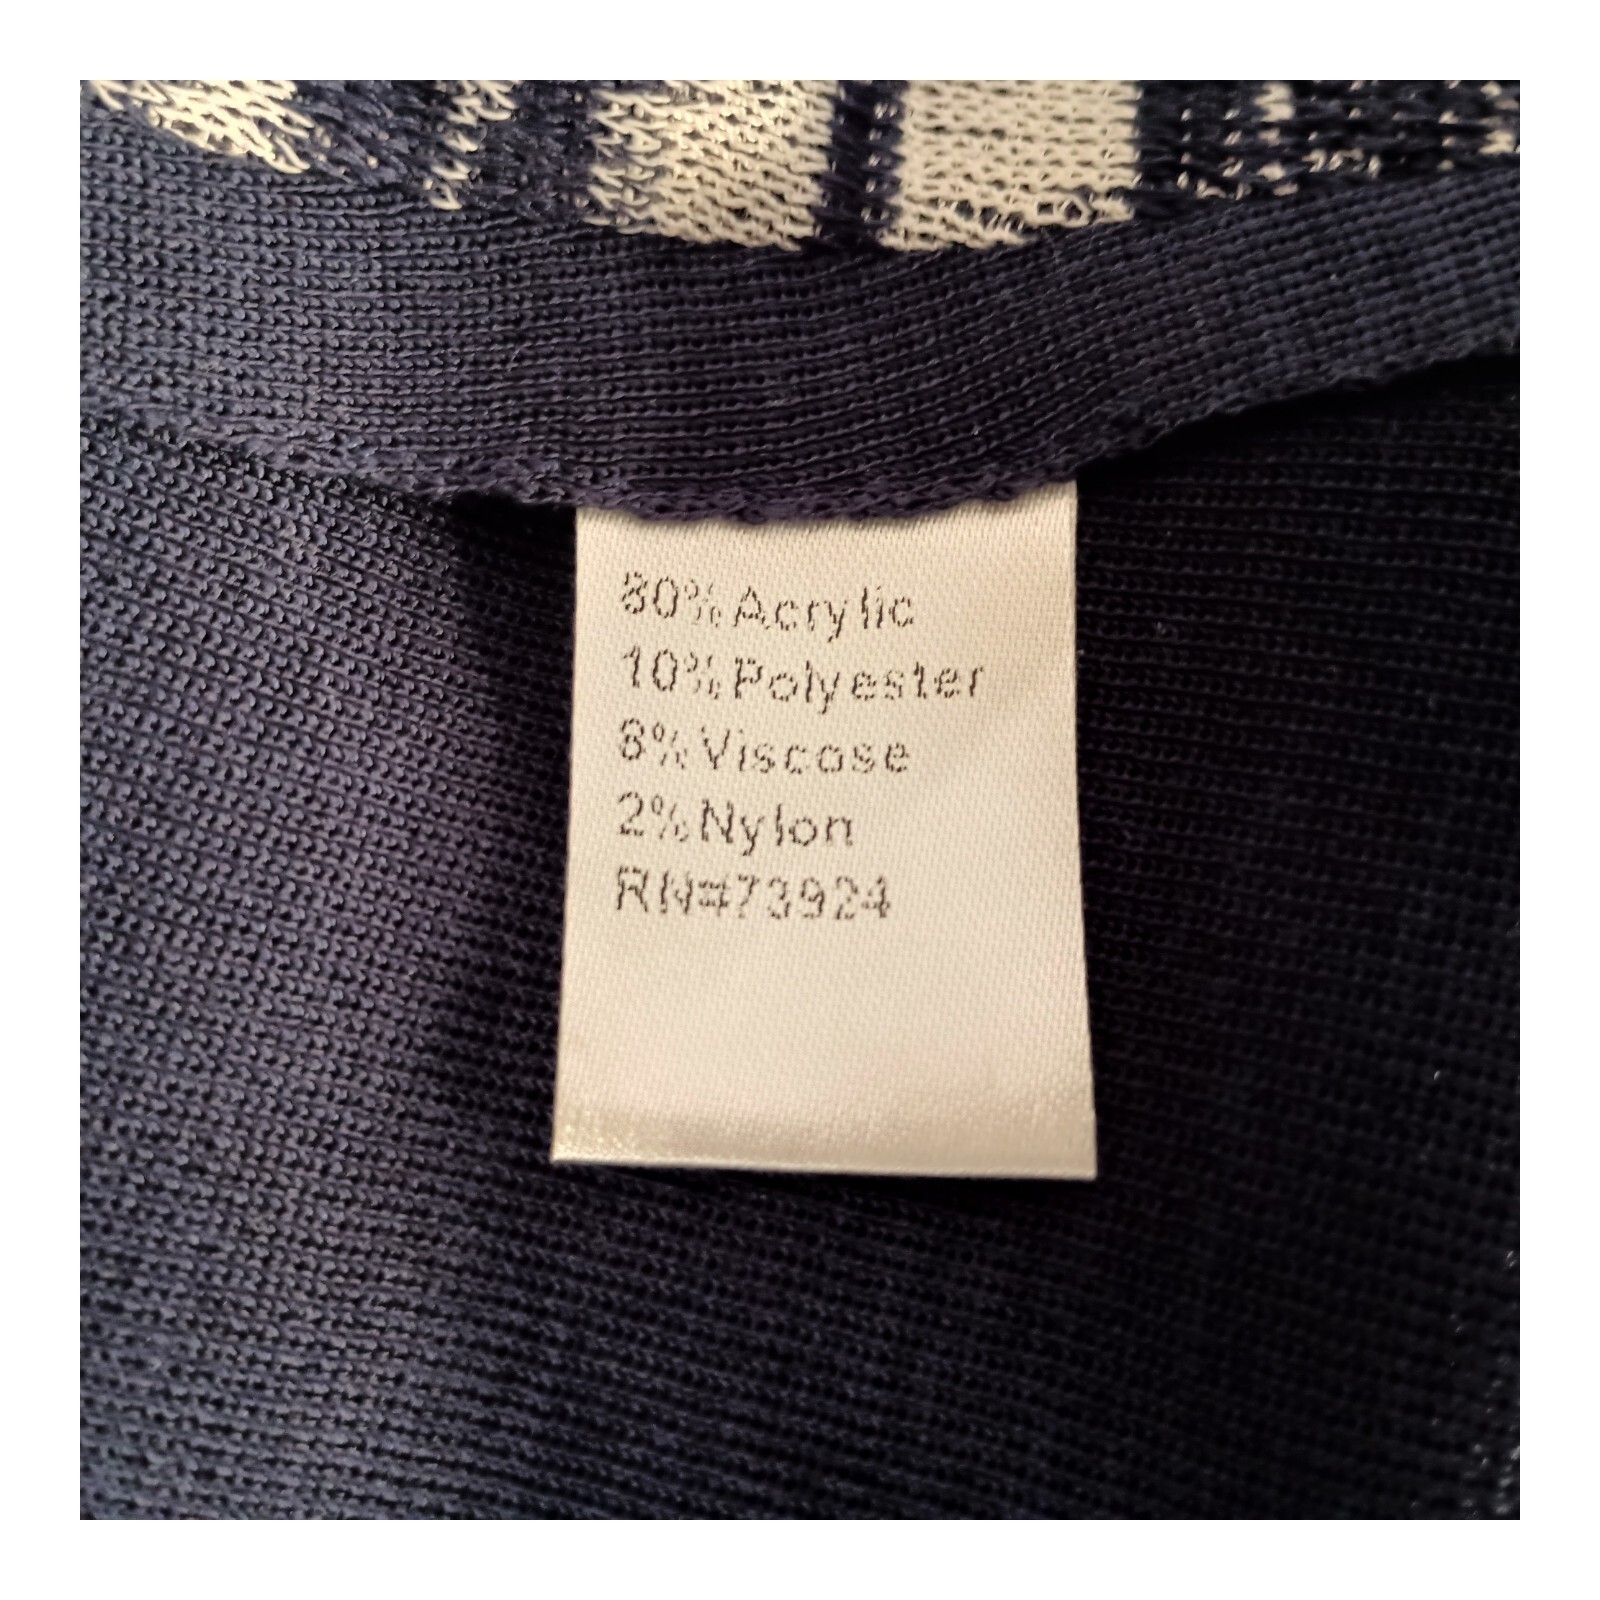 80% Acrylic
10% Polyester
8% Viscose
2% Nylon
RN#73924